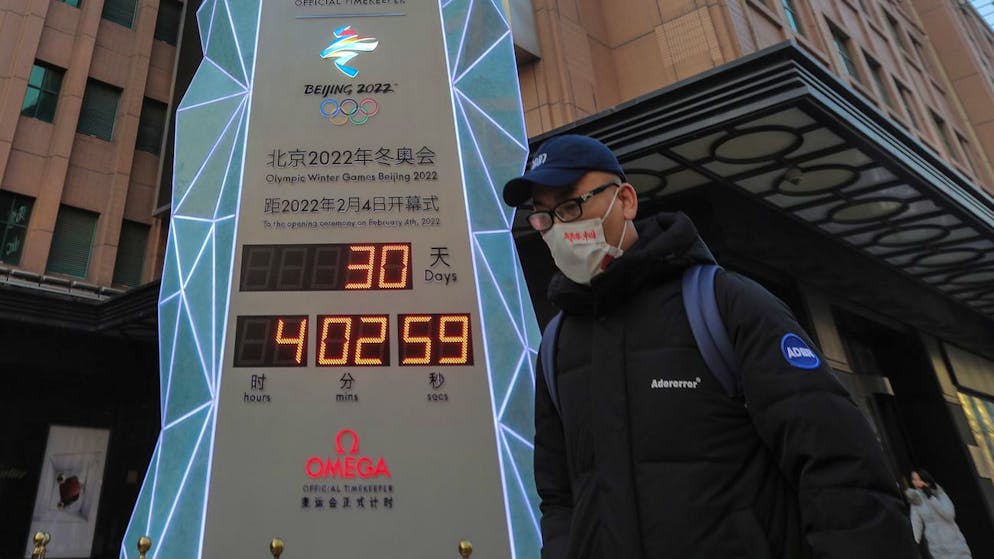 OFFICIAL TIMEKEEPER
BEIJING 2022
北京2022年冬奥会
Olympic Winter Games Beijing 2022
距2022年2月4日开幕式
To the opening ceremony on February 4th, 2022
30 天
Days
4 02 59
时 分 秒
hours mins secs
Ω
OMEGA
OFFICIAL TIMEKEEPER
奥运会正式计时
Adererror®